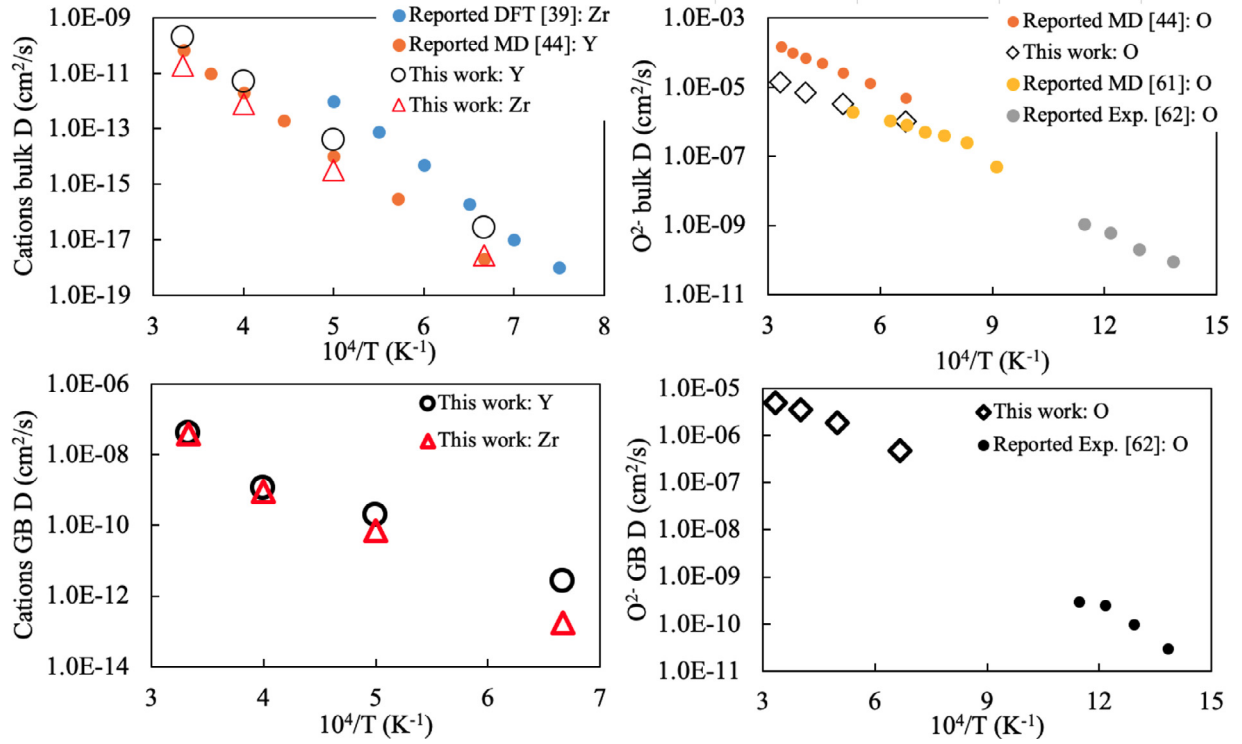 Cations bulk D (cm²/s)
1.0E-09
1.0E-11
1.0E-13
1.0E-15
1.0E-17
1.0E-19
Reported DFT [39]: Zr
Reported MD [44]: Y
This work: Y
This work: Zr
3 4 5 6 7 8
10⁴/T (K⁻¹)
O²⁻ bulk D (cm²/s)
1.0E-03
1.0E-05
1.0E-07
1.0E-09
1.0E-11
Reported MD [44]: O
This work: O
Reported MD [61]: O
Reported Exp. [62]: O
3 6 9 12 15
10⁴/T (K⁻¹)
Cations GB D (cm²/s)
1.0E-06
1.0E-08
1.0E-10
1.0E-12
1.0E-14
This work: Y
This work: Zr
3 4 5 6 7
10⁴/T (K⁻¹)
O²⁻ GB D (cm²/s)
1.0E-05
1.0E-06
1.0E-07
1.0E-08
1.0E-09
1.0E-10
1.0E-11
This work: O
Reported Exp. [62]: O
3 6 9 12 15
10⁴/T (K⁻¹)